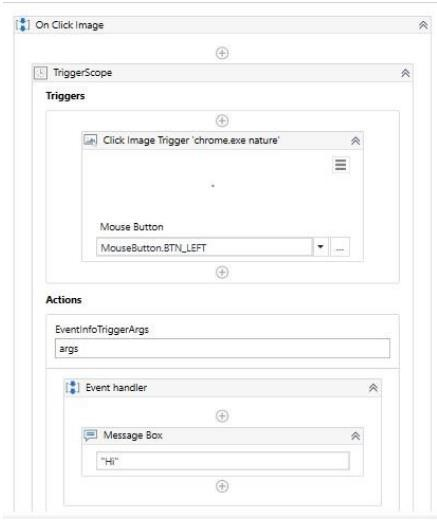 On Click Image
TriggerScope
Triggers
Click Image Trigger 'chrome.exe nature'
Mouse Button
MouseButton.BTN_LEFT
...
Actions
EventInfoTriggerArgs
args
Event handler
Message Box
"Hi"